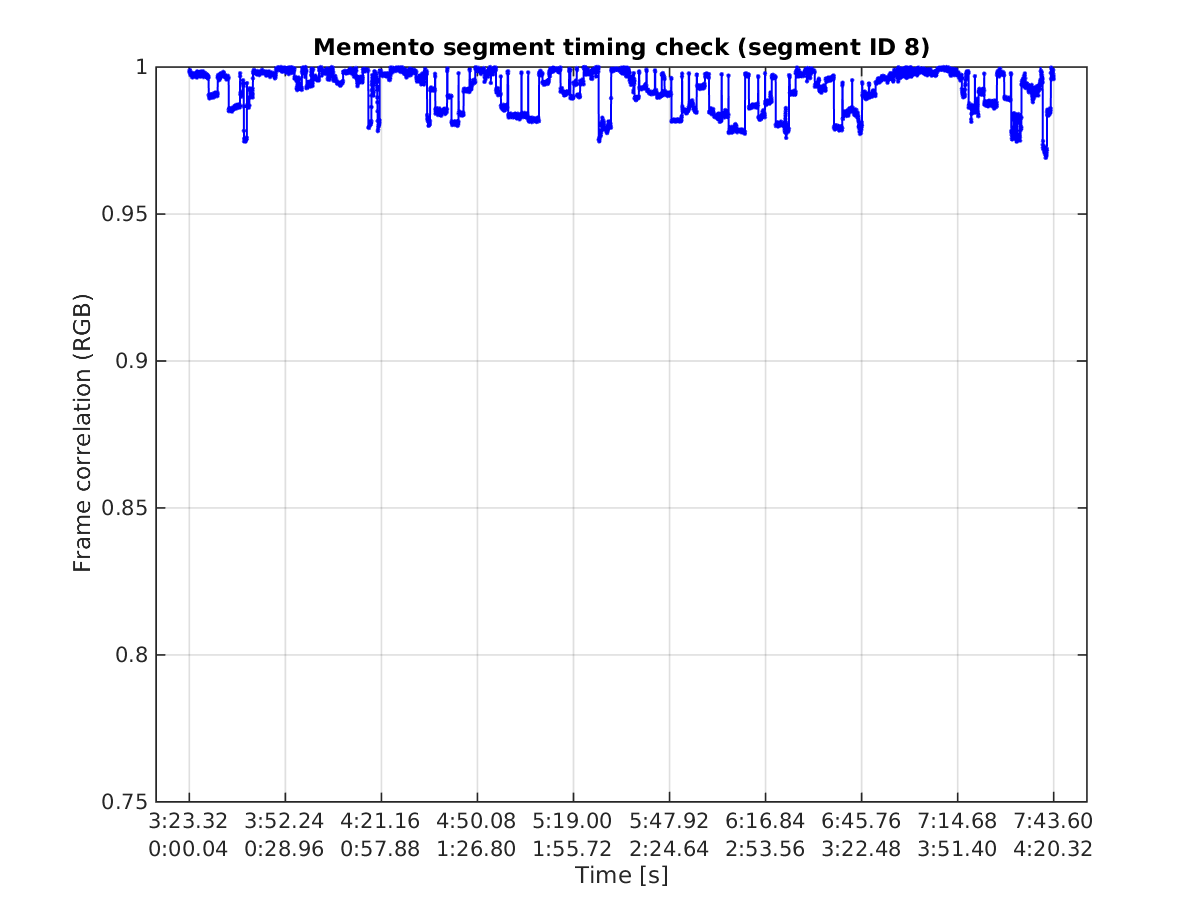 Memento segment timing check (segment ID 8)
1
0.95
0.9
0.85
0.8
0.75
Frame correlation (RGB)
3:23.32 3:52.24 4:21.16 4:50.08 5:19.00 5:47.92 6:16.84 6:45.76 7:14.68 7:43.60
0:00.04 0:28.96 0:57.88 1:26.80 1:55.72 2:24.64 2:53.56 3:22.48 3:51.40 4:20.32
Time [s]